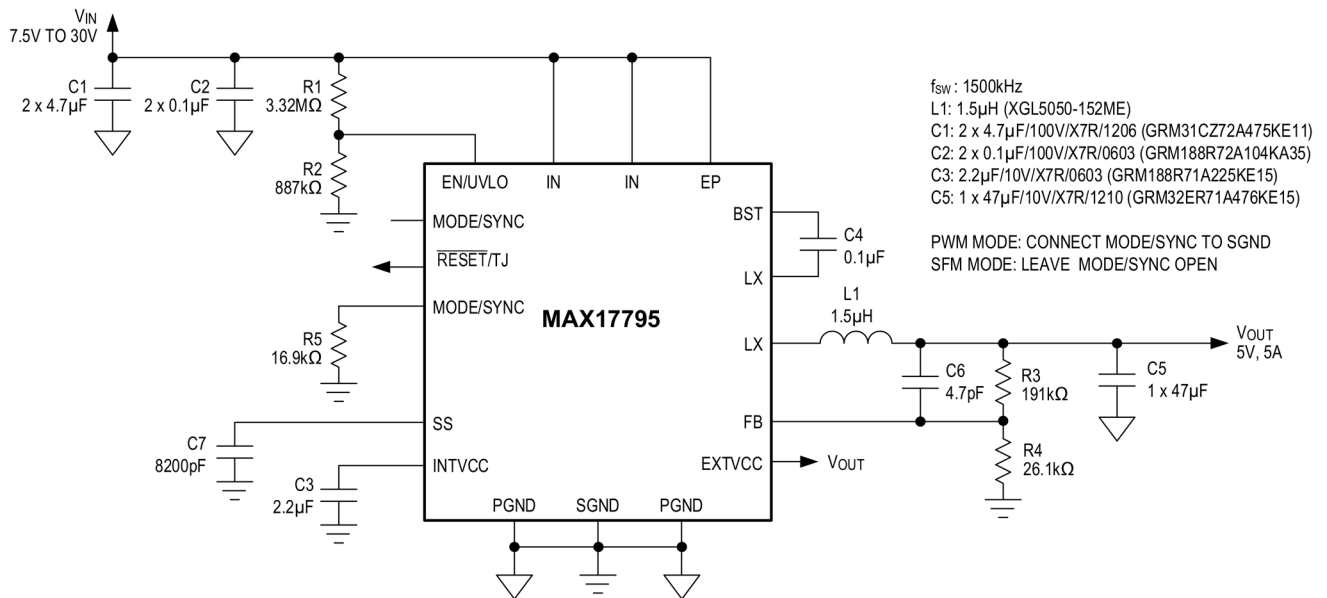 VIN
7.5V TO 30V
C1
2 x 4.7µF
C2
2 x 0.1µF
R1
3.32MΩ
R2
887kΩ
EN/UVLO
IN
IN
EP
MODE/SYNC
RESET/TJ
MODE/SYNC
R5
16.9kΩ
SS
C7
8200pF
INTVCC
C3
2.2µF
MAX17795
PGND
SGND
PGND
BST
C4
0.1µF
LX
LX
L1
1.5µH
VOUT
5V, 5A
C6
4.7pF
R3
191kΩ
C5
1 x 47µF
FB
R4
26.1kΩ
EXTVCC
VOUT
fSW : 1500kHz
L1: 1.5µH (XGL5050-152ME)
C1: 2 x 4.7µF/100V/X7R/1206 (GRM31CZ72A475KE11)
C2: 2 x 0.1µF/100V/X7R/0603 (GRM188R72A104KA35)
C3: 2.2µF/10V/X7R/0603 (GRM188R71A225KE15)
C5: 1 x 47µF/10V/X7R/1210 (GRM32ER71A476KE15)
PWM MODE: CONNECT MODE/SYNC TO SGND
SFM MODE: LEAVE MODE/SYNC OPEN